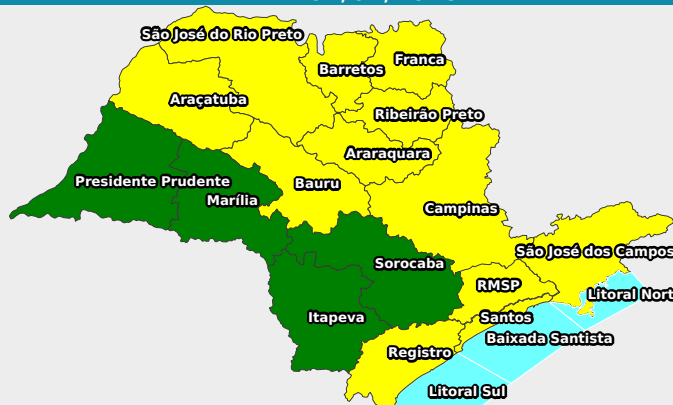 São José do Rio Preto
Franca
Barretos
Araçatuba
Ribeirão Preto
Araraquara
Presidente Prudente
Bauru
Marília
Campinas
São José dos Campos
Sorocaba
RMSP
Litoral Nort
Itapeva
Santos
Baixada Santista
Registro
Litoral Sul